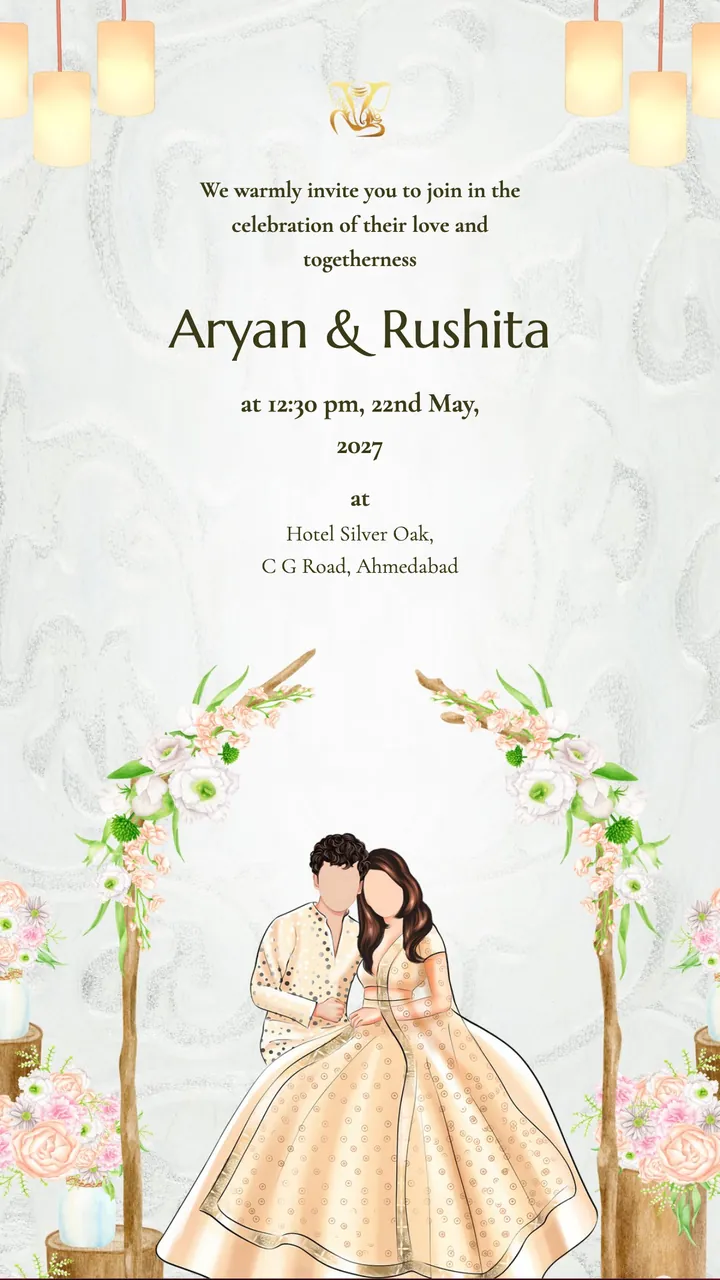 We warmly invite you to join in the
celebration of their love and
togetherness
Aryan & Rushita
at 12:30 pm, 22nd May,
2027
at
Hotel Silver Oak,
C G Road, Ahmedabad